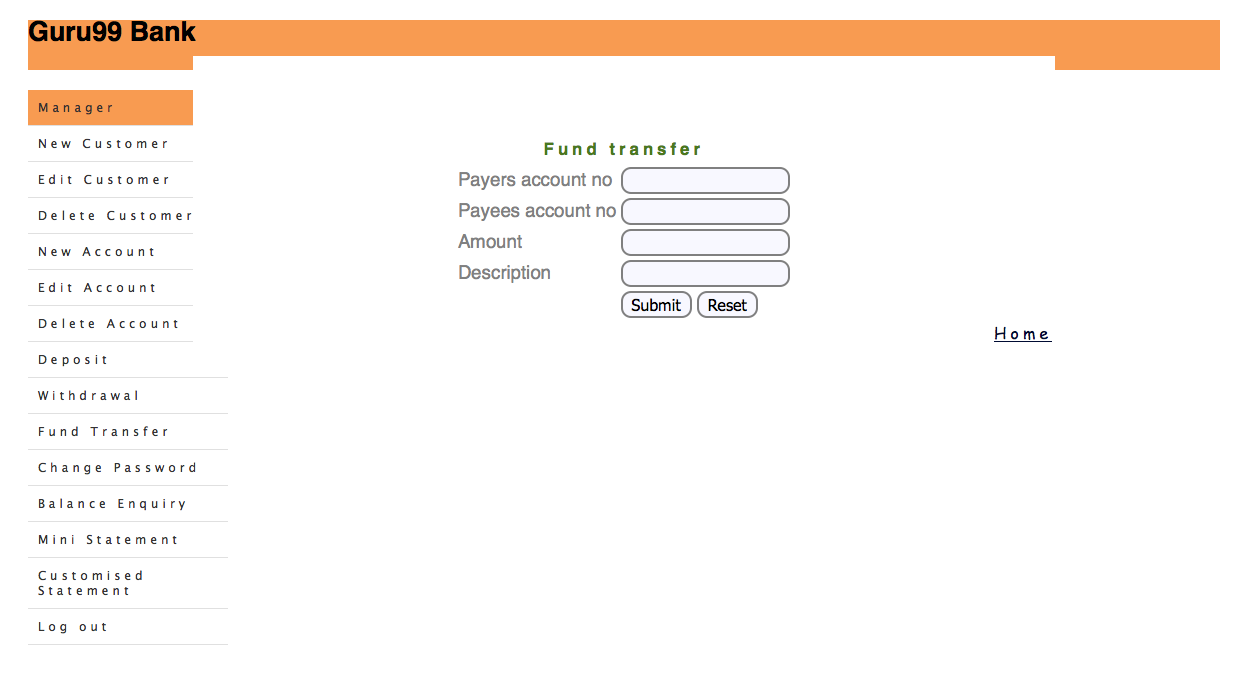 Guru99 Bank
Manager
New Customer
Edit Customer
Delete Customer
New Account
Edit Account
Delete Account
Deposit
Withdrawal
Fund Transfer
Change Password
Balance Enquiry
Mini Statement
Customised
Statement
Log out
Fund transfer
Payers account no
Payees account no
Amount
Description
Submit Reset
Home